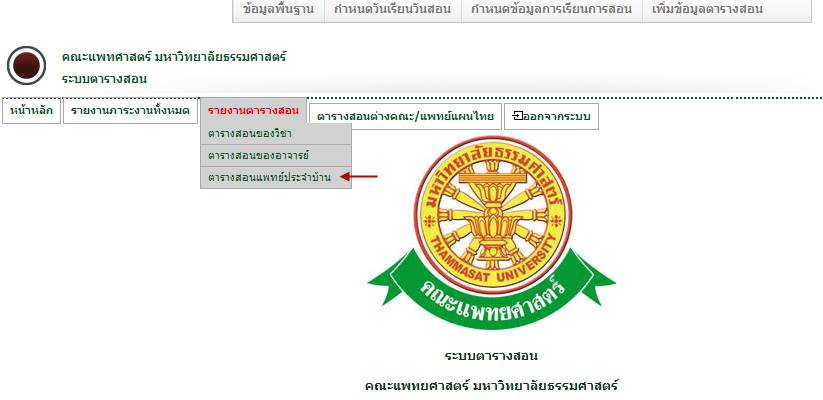 ข้อมูลพื้นฐาน กำหนดวันเรียนวันสอน กำหนดข้อมูลการเรียนการสอน เพิ่มข้อมูลตารางสอน
คณะแพทศาสตร์ มหาวิทยาลัยธรรมศาสตร์
ระบบตารางสอน
หน้าหลัก รายงานภาระงานทั้งหมด รายงานตารางสอน ตารางสอนต่างคณะ/แพทย์แผนไทย ออกจากระบบ
ตารางสอนของวิชา
ตารางสอนของอาจารย์
ตารางสอนแพทย์ประจำบ้าน
มหาวิทยาลัยธรรมศาสตร์
THAMMASAT UNIVERSITY
คณะแพทยศาสตร์
ระบบตารางสอน
คณะแพทยศาสตร์ มหาวิทยาลัยธรรมศาสตร์